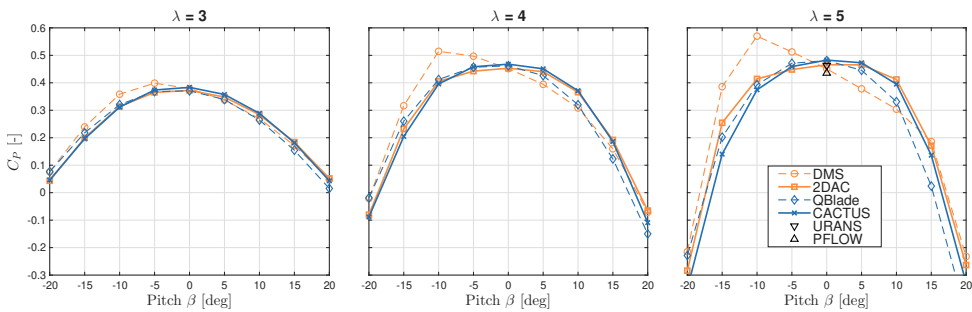 λ = 3
λ = 4
λ = 5
0.6
0.5
0.4
0.3
0.2
0.1
0
-0.1
-0.2
-0.3
C_P [-]
-20 -15 -10 -5 0 5 10 15 20
-20 -15 -10 -5 0 5 10 15 20
-20 -15 -10 -5 0 5 10 15 20
Pitch β [deg]
Pitch β [deg]
Pitch β [deg]
DMS
2DAC
QBlade
CACTUS
URANS
PFLOW